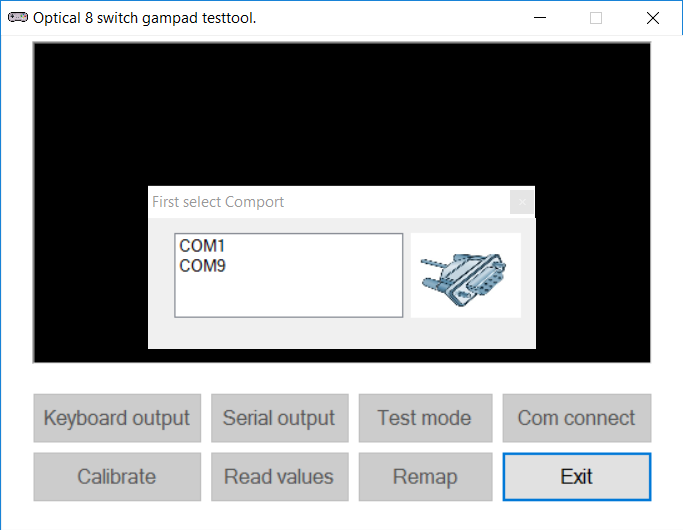 Optical 8 switch gampad testtool.
First select Comport
COM1
COM9
Keyboard output
Serial output
Test mode
Com connect
Calibrate
Read values
Remap
Exit